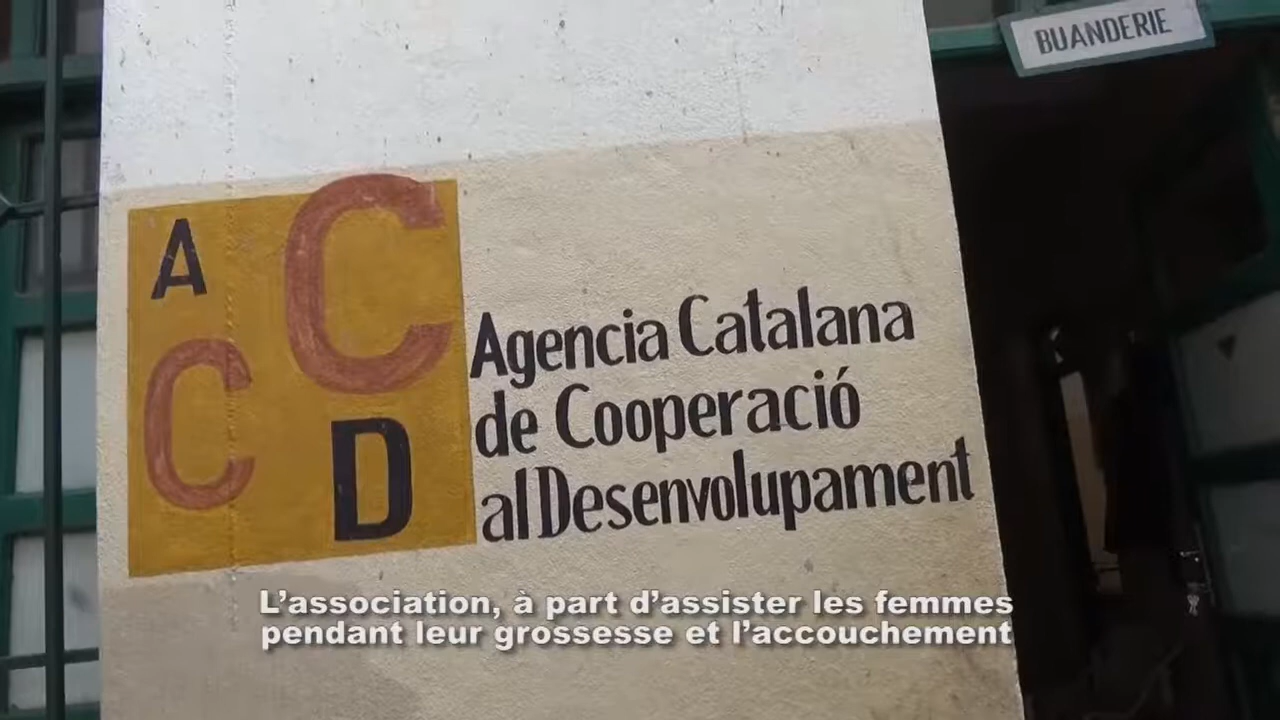 BUANDERIE
A C
C D
Agencia Catalana
de Cooperació
al Desenvolupament
L'association, à part d'assister les femmes
pendant leur grossesse et l'accouchement